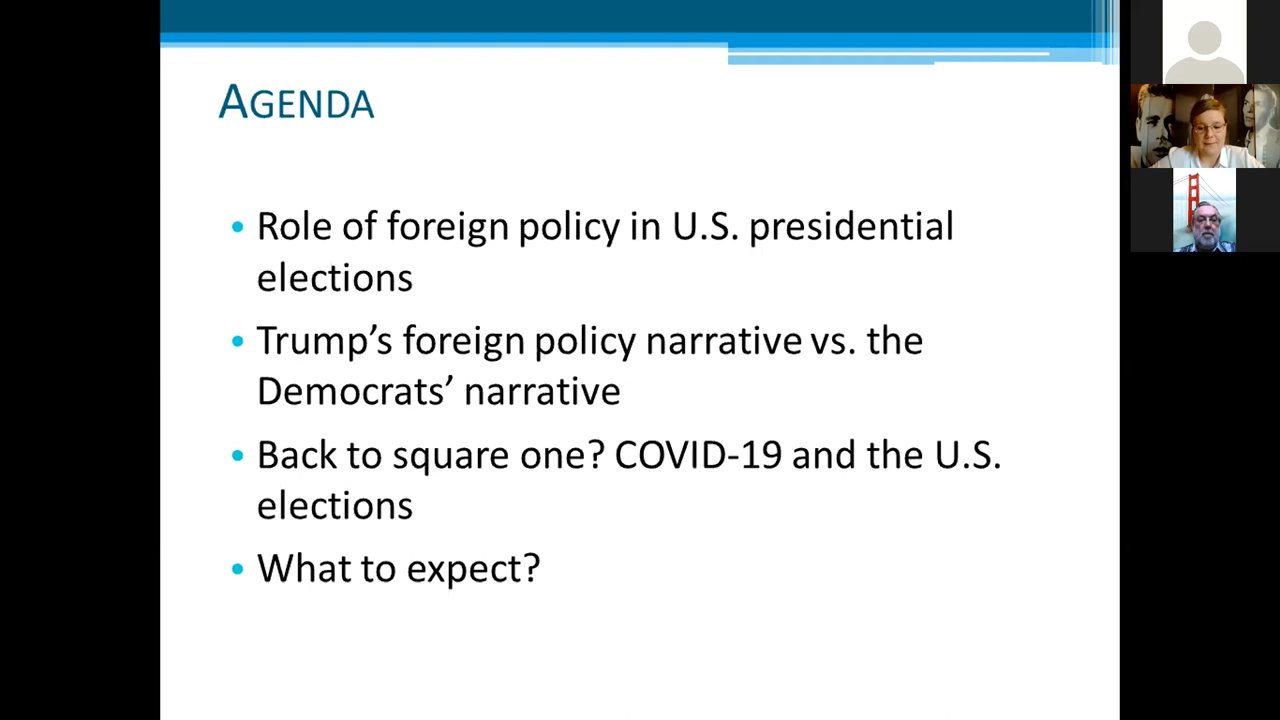 AGENDA
• Role of foreign policy in U.S. presidential
elections
• Trump’s foreign policy narrative vs. the
Democrats’ narrative
• Back to square one? COVID-19 and the U.S.
elections
• What to expect?